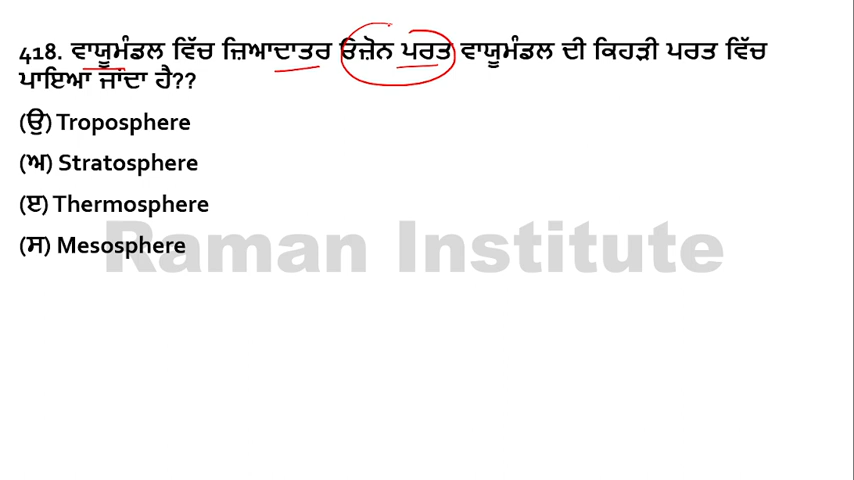 418. ਵਾਯੂਮੰਡਲ ਵਿੱਚ ਜ਼ਿਆਦਾਤਰ ਓਜ਼ੋਨ ਪਰਤ ਵਾਯੂਮੰਡਲ ਦੀ ਕਿਹੜੀ ਪਰਤ ਵਿੱਚ
ਪਾਇਆ ਜਾਂਦਾ ਹੈ??
(ਉ) Troposphere
(ਅ) Stratosphere
(ੲ) Thermosphere
(ਸ) Mesosphere
Raman Institute